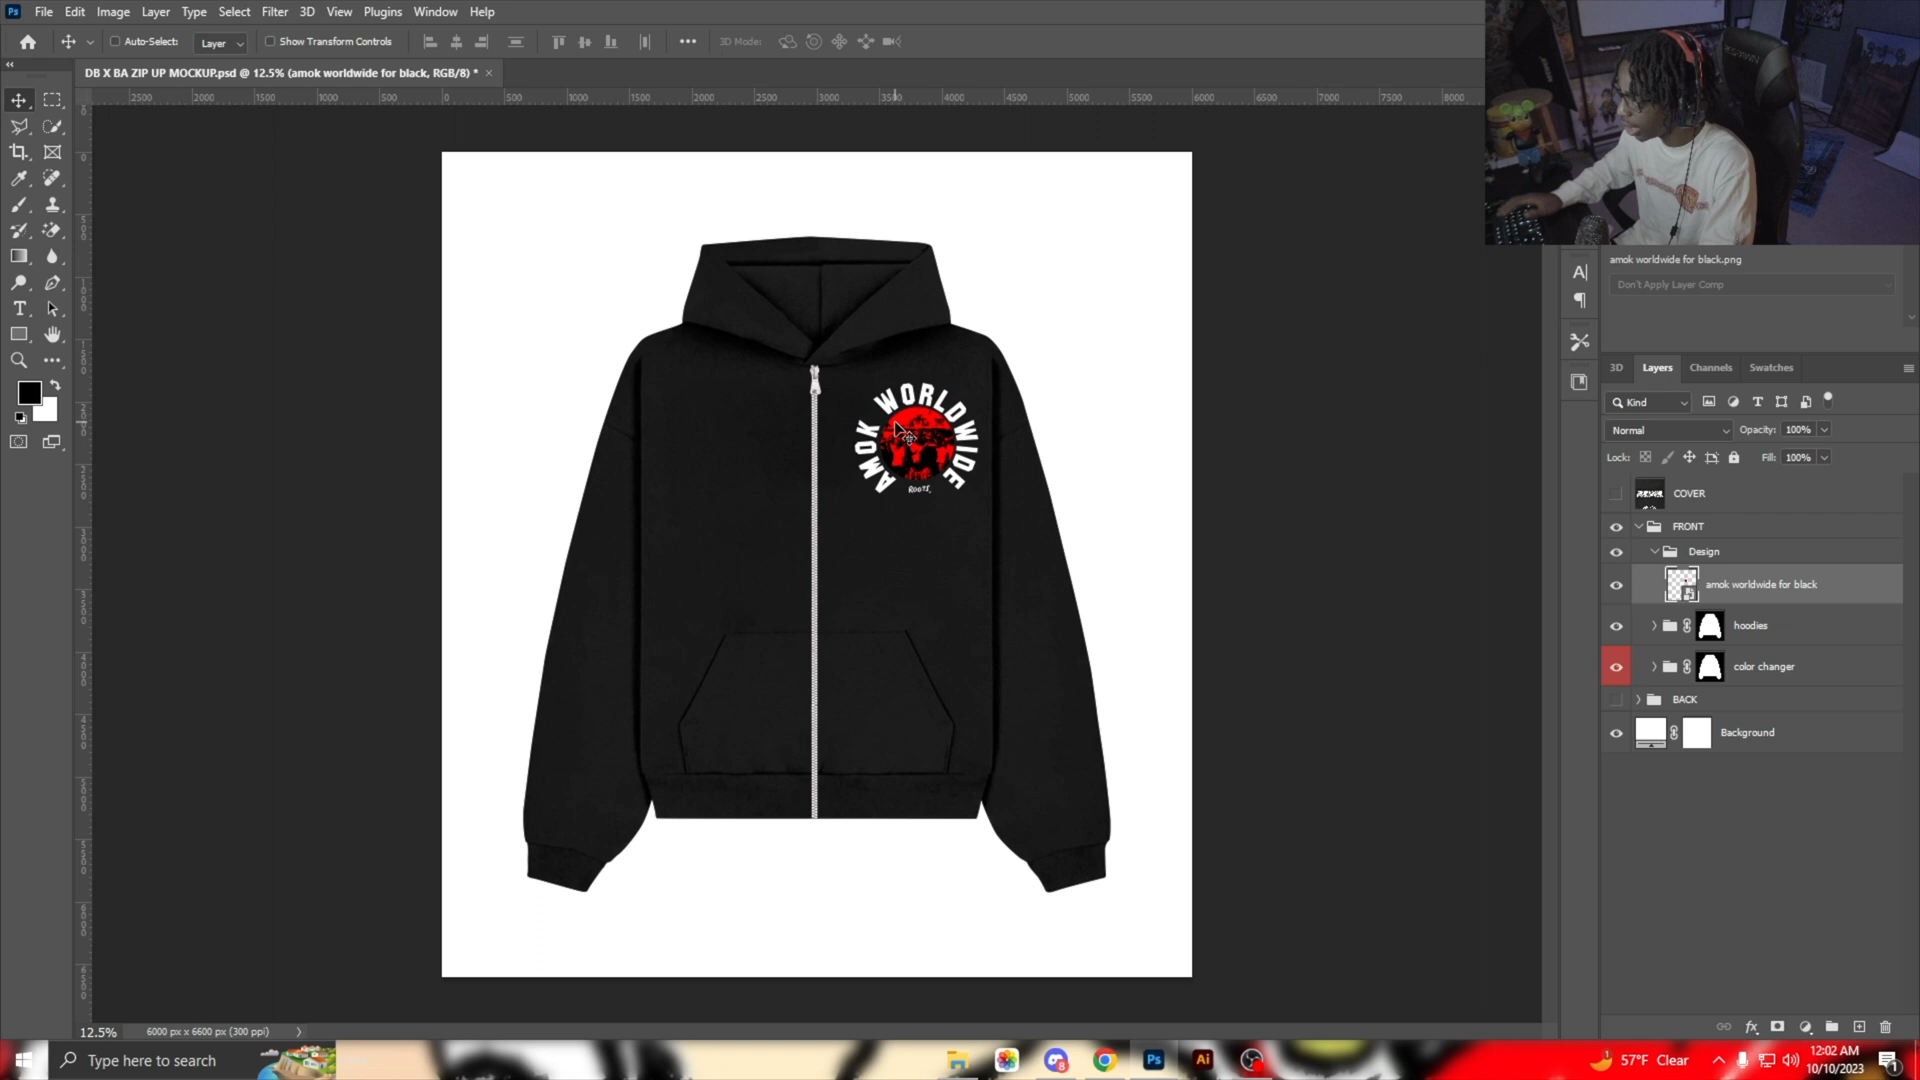 Ps File Edit Image Layer Type Select Filter 3D View Plugins Window Help
Auto-Select: Layer Show Transform Controls 3D Mode:
DB X BA ZIP UP MOCKUP.psd @ 12.5% (amok worldwide for black, RGB/8) *
2500 2000 1500 1000 500 0 500 1000 1500 2000 2500 3000 3500 4000 4500 5000 5500 6000 6500 7000 7500 8000
amok worldwide for black.png
Don't Apply Layer Comp
3D Layers Channels Swatches
Kind
Normal Opacity: 100%
Lock: Fill: 100%
COVER
FRONT
Design
amok worldwide for black
hoodies
color changer
BACK
Background
AMOK WORLDWIDE
ROOTS.
12.5% 6000 px x 6600 px (300 ppi)
Type here to search
Ps Ai
57°F Clear
12:02 AM
10/10/2023